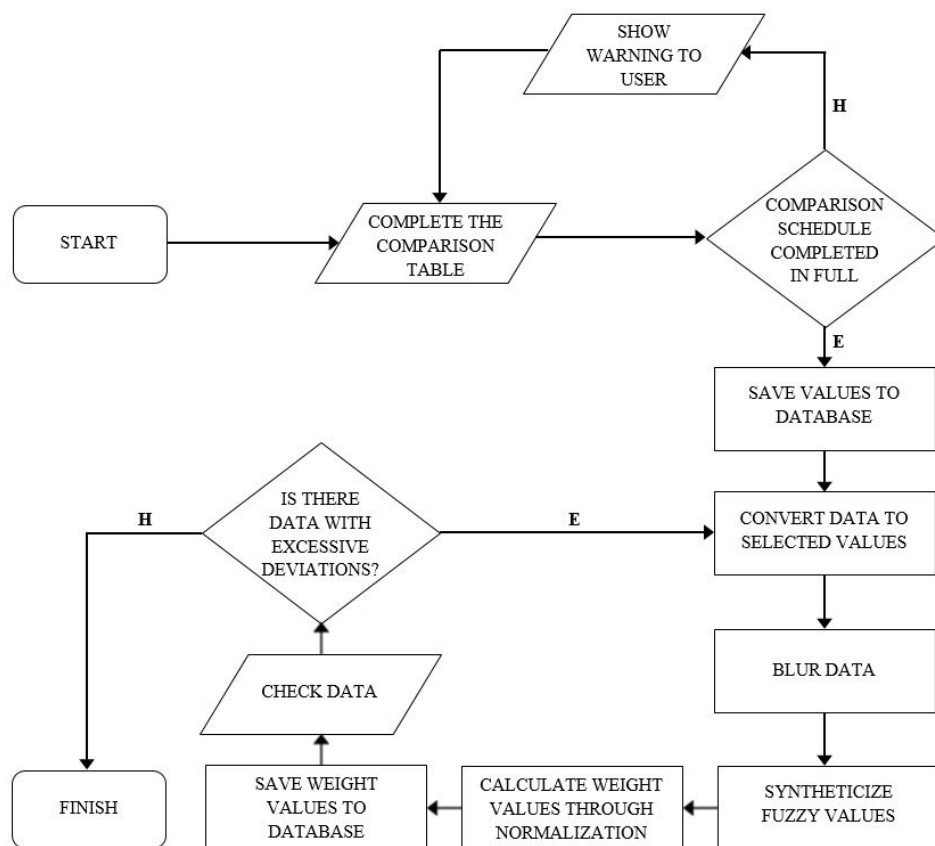 SHOW
WARNING TO
USER
H
START
COMPLETE THE
COMPARISON
TABLE
COMPARISON
SCHEDULE
COMPLETED
IN FULL
E
SAVE VALUES TO
DATABASE
IS THERE
DATA WITH
EXCESSIVE
DEVIATIONS?
H
E
CONVERT DATA TO
SELECTED VALUES
BLUR DATA
CHECK DATA
FINISH
SAVE WEIGHT
VALUES TO
DATABASE
CALCULATE WEIGHT
VALUES THROUGH
NORMALIZATION
SYNTHETICIZE
FUZZY VALUES